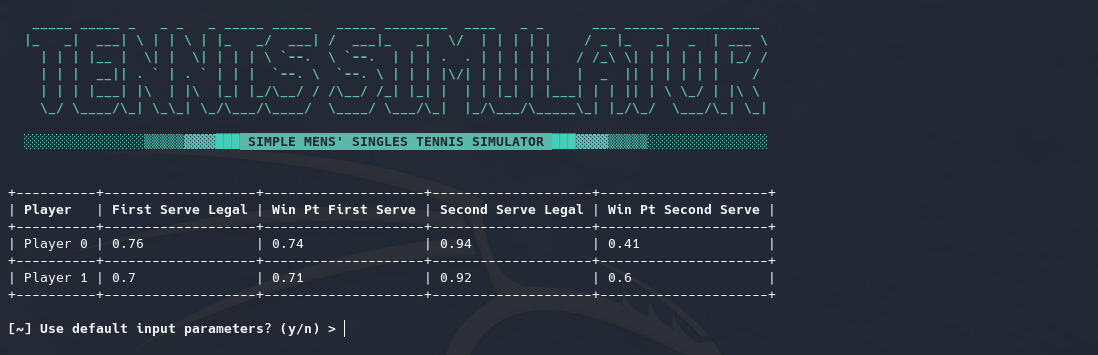 TENNIS SIMULATOR
SIMPLE MENS' SINGLES TENNIS SIMULATOR
Player First Serve Legal Win Pt First Serve Second Serve Legal Win Pt Second Serve
Player 0 0.76 0.74 0.94 0.41
Player 1 0.7 0.71 0.92 0.6
[~] Use default input parameters? (y/n) >